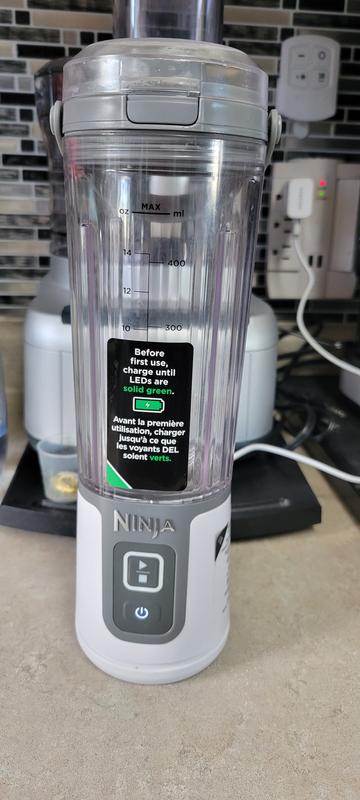 MAX
oz ml
14
400
12
10 300
Before
first use,
charge until
LEDs are
solid green.
Avant la première
utilisation, charger
jusqu'à ce que
les voyants DEL
soient verts.
NINJA